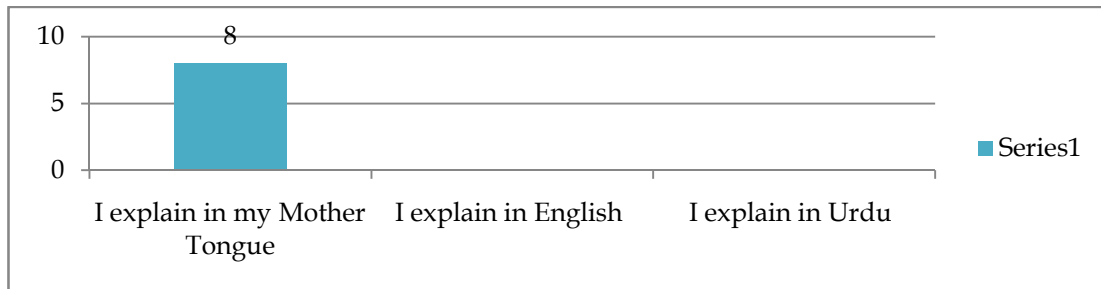 10
8
5
0
Series1
I explain in my Mother
Tongue
I explain in English
I explain in Urdu